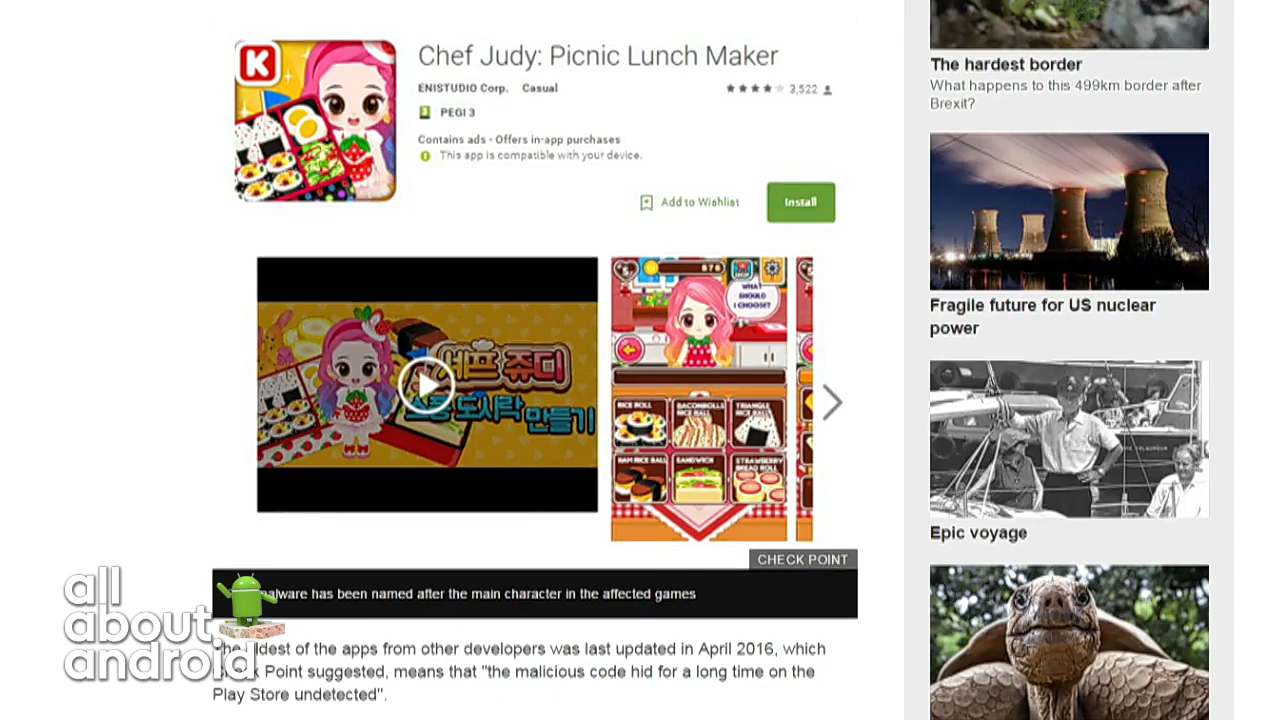 K
Chef Judy: Picnic Lunch Maker
ENISTUDIO Corp. Casual
3,522
3
PEGI 3
Contains ads · Offers in-app purchases
This app is compatible with your device.
Add to Wishlist
Install
셰프 쥬디
도시락
만들기
876
WHAT
SHOULD
I CHOOSE?
RICE ROLL
BACONROLLS
RICE BALL
TRIANGLE
RICE BALL
HAM RICE BALL
SANDWICH
STRAWBERRY
BREAD ROLL
CHECK POINT
malware has been named after the main character in the affected games
oldest of the apps from other developers was last updated in April 2016, which
Point suggested, means that "the malicious code hid for a long time on the
Play Store undetected".
all
about
android
The hardest border
What happens to this 499km border after
Brexit?
Fragile future for US nuclear
power
Epic voyage